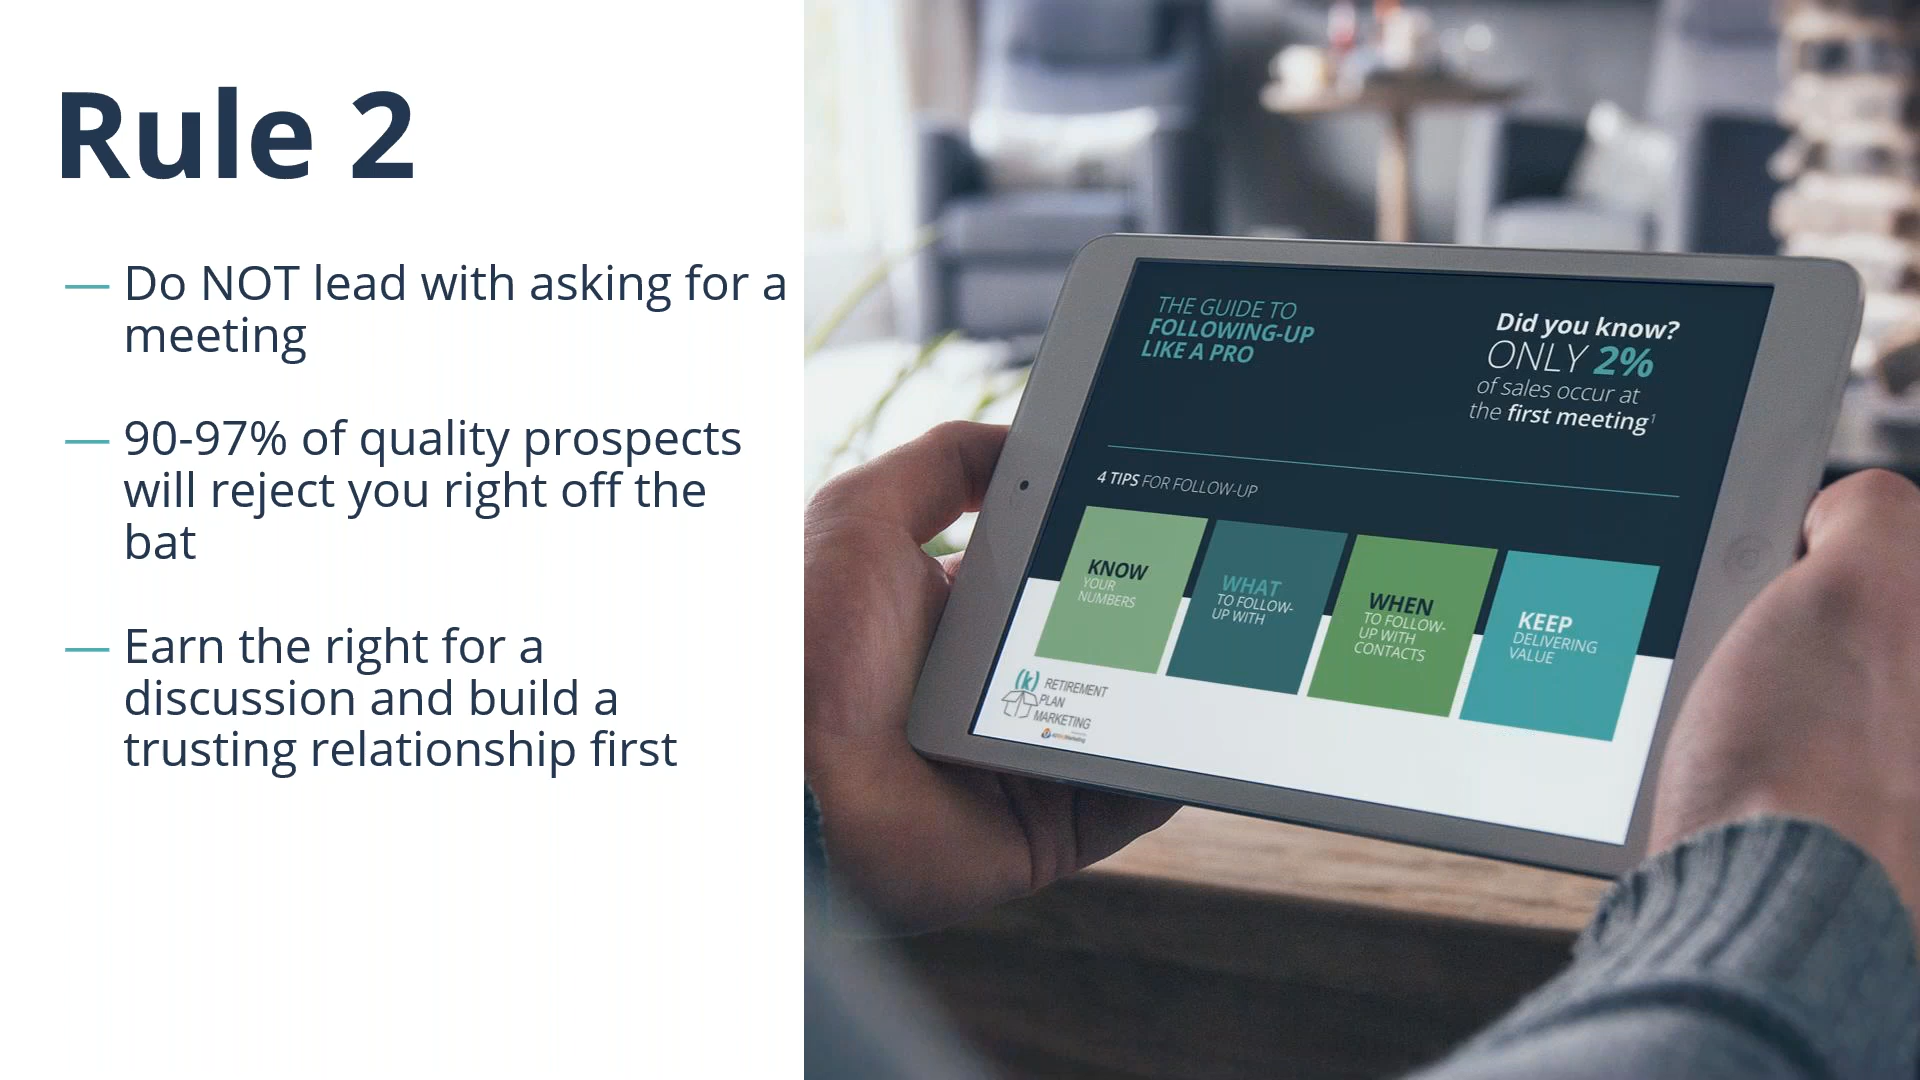 Rule 2
— Do NOT lead with asking for a
meeting
— 90-97% of quality prospects
will reject you right off the
bat
— Earn the right for a
discussion and build a
trusting relationship first
THE GUIDE TO
FOLLOWING-UP
LIKE A PRO
Did you know?
ONLY 2%
of sales occur at
the first meeting¹
4 TIPS FOR FOLLOW-UP
KNOW
YOUR
NUMBERS
WHAT
TO FOLLOW-
UP WITH
WHEN
TO FOLLOW-
UP WITH
CONTACTS
KEEP
DELIVERING
VALUE
(k) RETIREMENT
PLAN
MARKETING